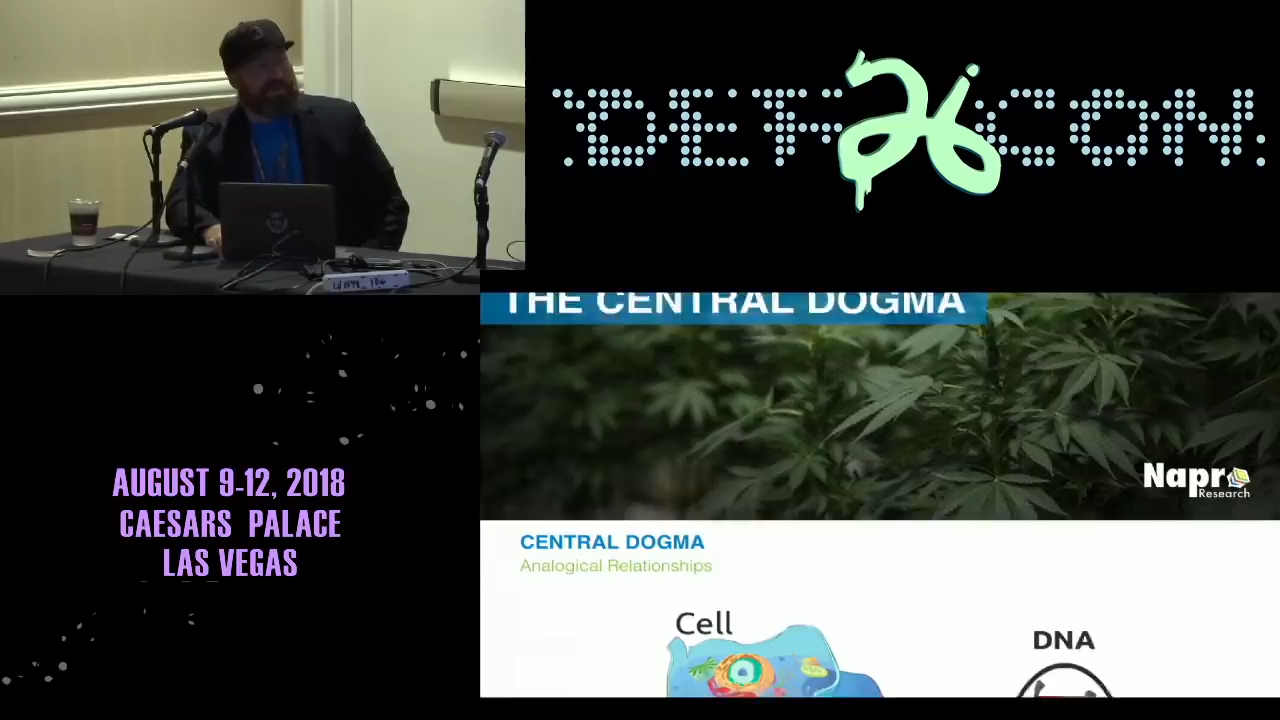 DEF 26 CON
THE CENTRAL DOGMA
Napro
Research
AUGUST 9-12, 2018
CAESARS PALACE
LAS VEGAS
CENTRAL DOGMA
Analogical Relationships
Cell
DNA